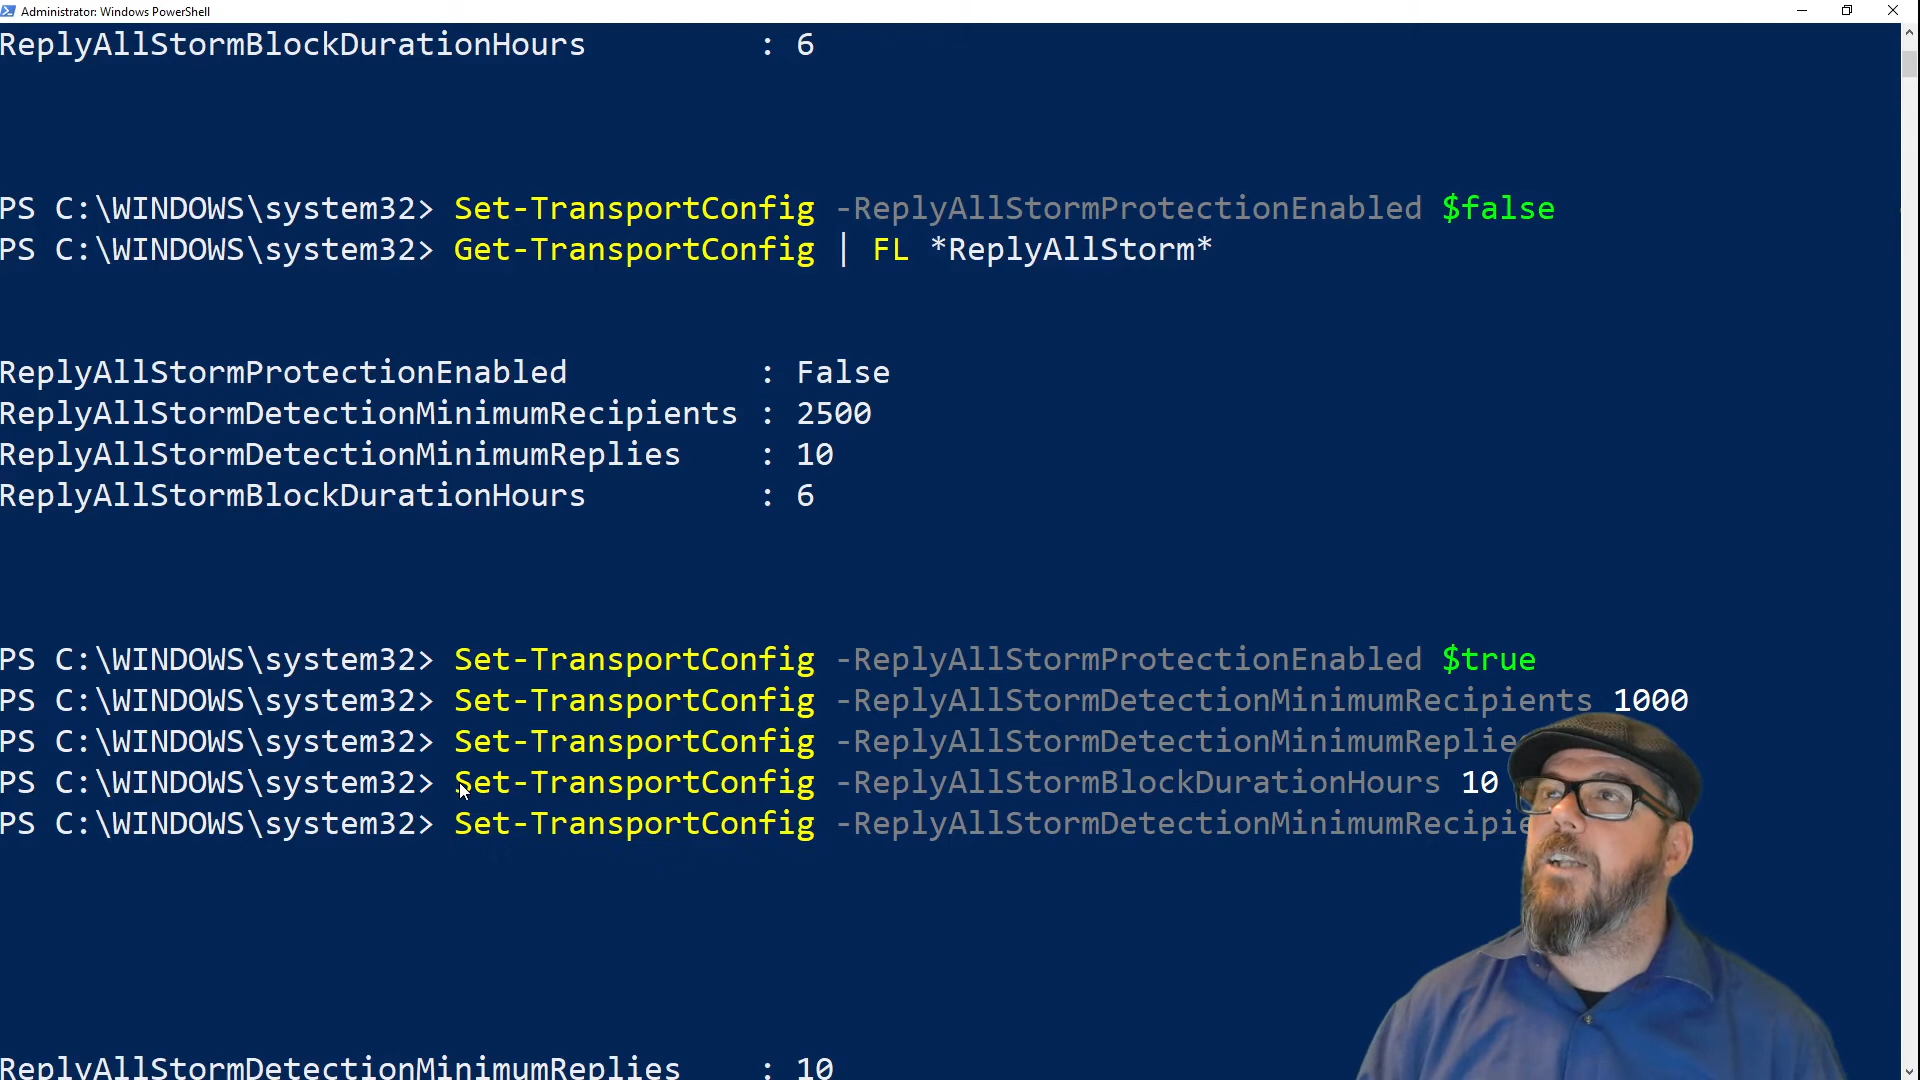 Administrator: Windows PowerShell
ReplyAllStormBlockDurationHours : 6
PS C:\WINDOWS\system32> Set-TransportConfig -ReplyAllStormProtectionEnabled $false
PS C:\WINDOWS\system32> Get-TransportConfig | FL *ReplyAllStorm*
ReplyAllStormProtectionEnabled : False
ReplyAllStormDetectionMinimumRecipients : 2500
ReplyAllStormDetectionMinimumReplies : 10
ReplyAllStormBlockDurationHours : 6
PS C:\WINDOWS\system32> Set-TransportConfig -ReplyAllStormProtectionEnabled $true
PS C:\WINDOWS\system32> Set-TransportConfig -ReplyAllStormDetectionMinimumRecipients 1000
PS C:\WINDOWS\system32> Set-TransportConfig -ReplyAllStormDetectionMinimumReplie
PS C:\WINDOWS\system32> Set-TransportConfig -ReplyAllStormBlockDurationHours 10
PS C:\WINDOWS\system32> Set-TransportConfig -ReplyAllStormDetectionMinimumRecipie
ReplyAllStormDetectionMinimumReplies : 10